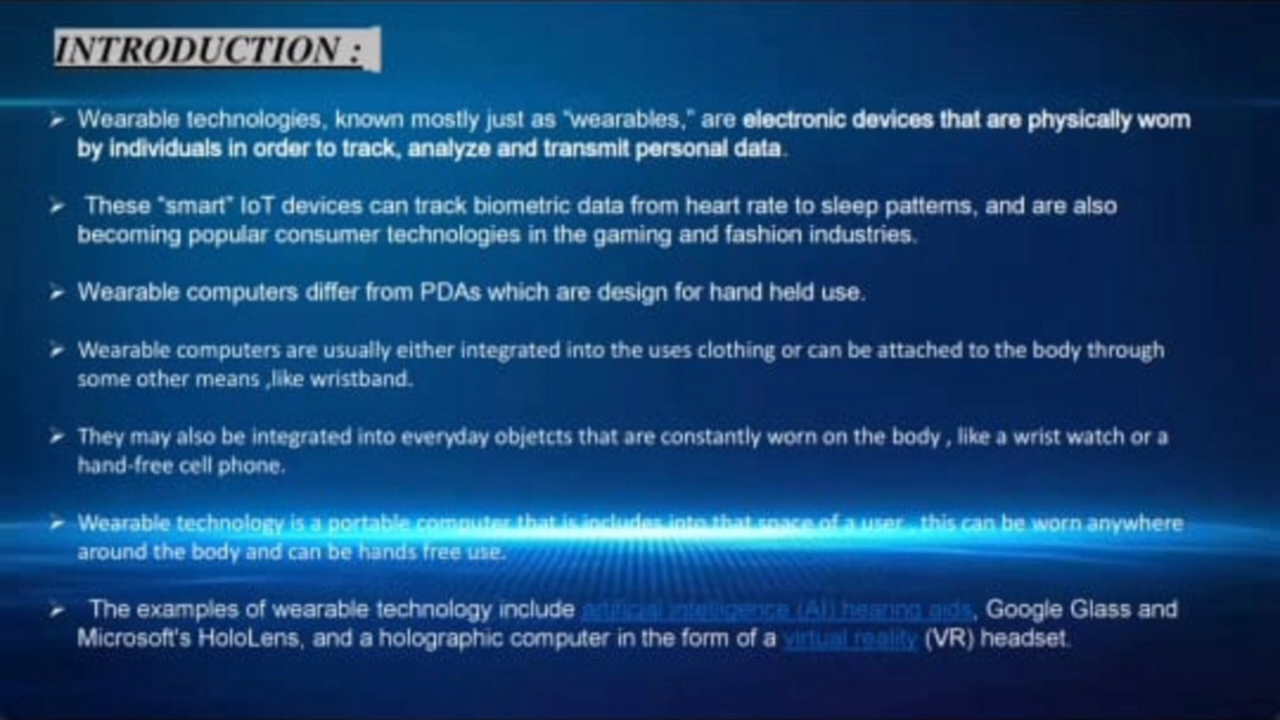 INTRODUCTION :
➢ Wearable technologies, known mostly just as "wearables," are electronic devices that are physically worn
by individuals in order to track, analyze and transmit personal data.
➢ These "smart" IoT devices can track biometric data from heart rate to sleep patterns, and are also
becoming popular consumer technologies in the gaming and fashion industries.
➢ Wearable computers differ from PDAs which are design for hand held use.
➢ Wearable computers are usually either integrated into the uses clothing or can be attached to the body through
some other means ,like wristband.
➢ They may also be integrated into everyday objetcts that are constantly worn on the body , like a wrist watch or a
hand-free cell phone.
➢ Wearable technology is a portable computer that is includes into that space of a user , this can be worn anywhere
around the body and can be hands free use.
➢ The examples of wearable technology include artificial intelligence (AI) hearing aids, Google Glass and
Microsoft's HoloLens, and a holographic computer in the form of a virtual reality (VR) headset.